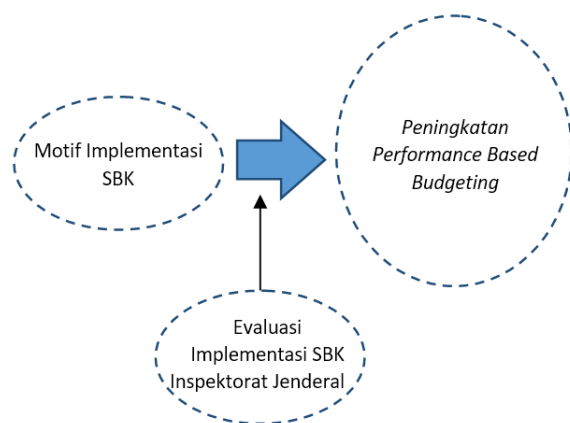 Motif Implementasi
SBK
Peningkatan
Performance Based
Budgeting
Evaluasi
Implementasi SBK
Inspektorat Jenderal